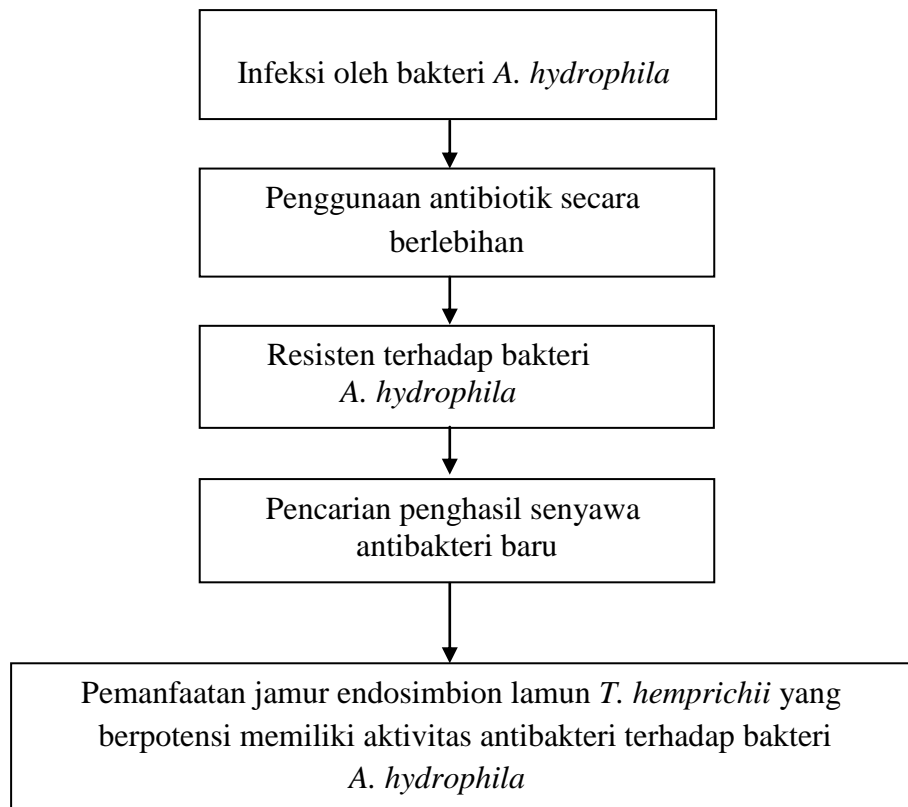 Infeksi oleh bakteri A. hydrophila
Penggunaan antibiotik secara
berlebihan
Resisten terhadap bakteri
A. hydrophila
Pencarian penghasil senyawa
antibakteri baru
Pemanfaatan jamur endosimbion lamun T. hemprichii yang
berpotensi memiliki aktivitas antibakteri terhadap bakteri
A. hydrophila